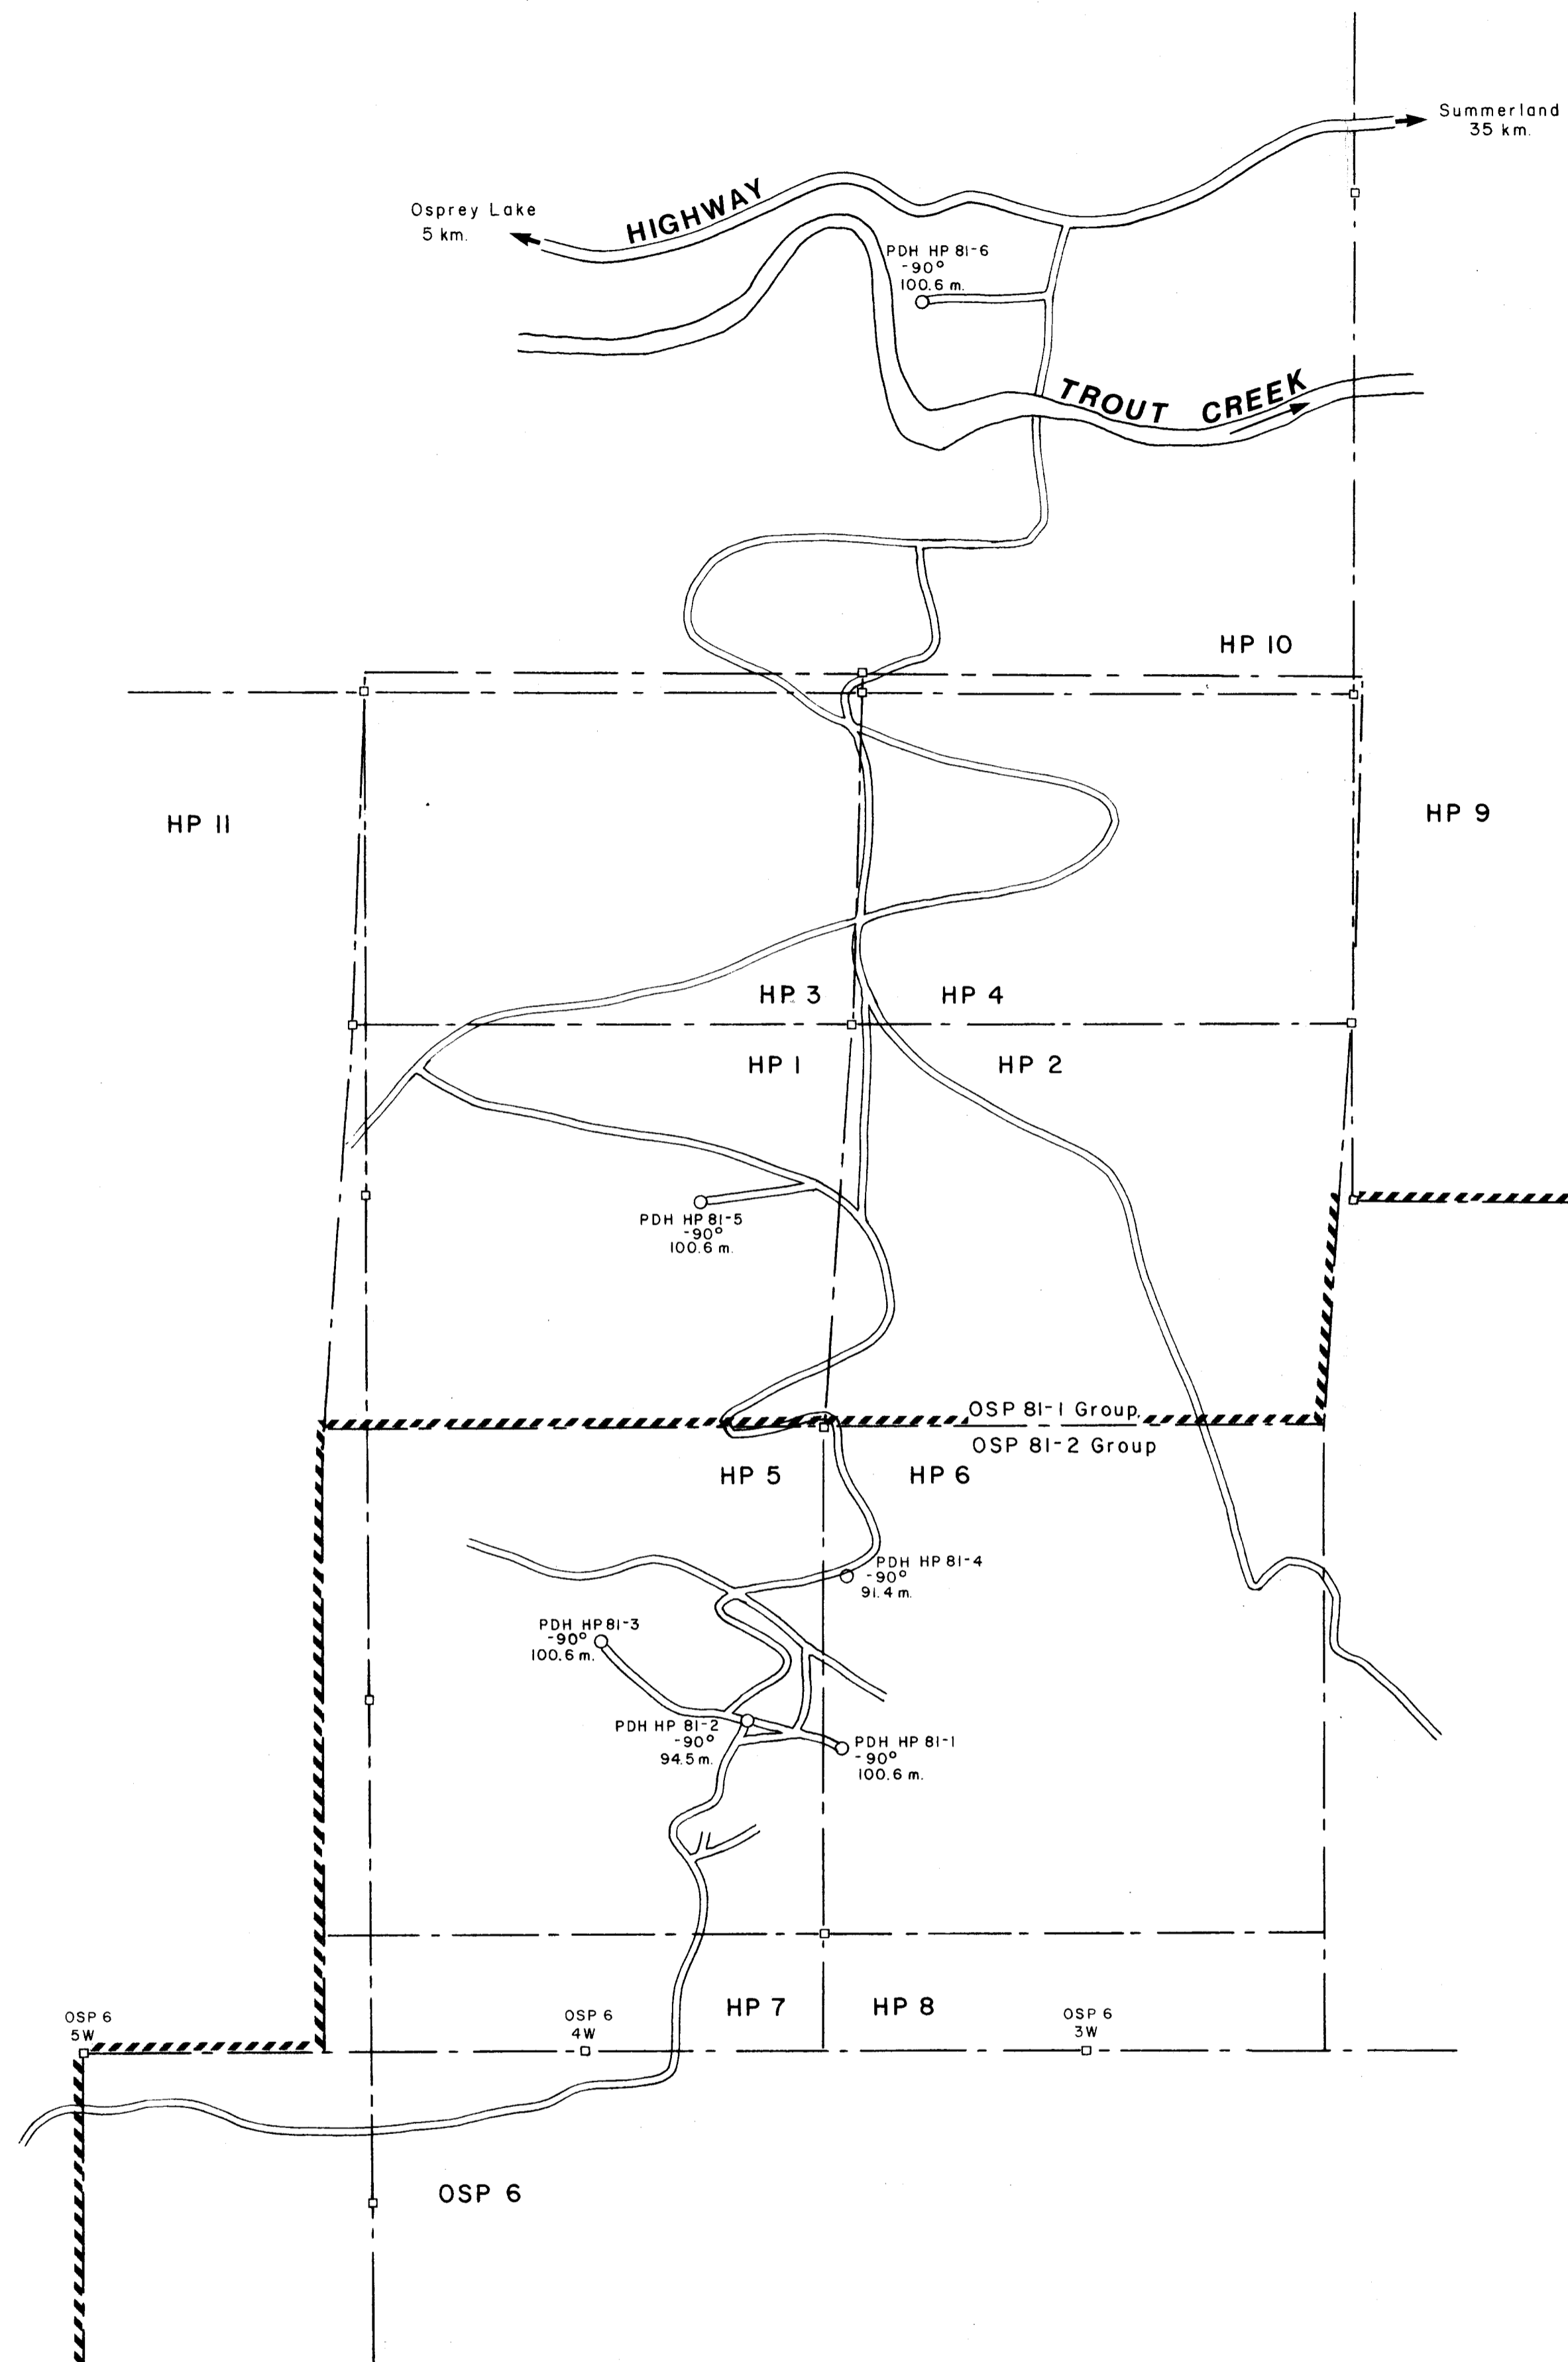 Summerland
35 km.
Osprey Lake
5 km.
HIGHWAY
PDH HP 81-6
-90°
100.6 m.
TROUT CREEK
HP 10
HP 11
HP 9
HP 3
HP 4
HP 1
HP 2
PDH HP 81-5
-90°
100.6 m.
OSP 81-1 Group
OSP 81-2 Group
HP 5
HP 6
PDH HP 81-4
-90°
91.4 m.
PDH HP 81-3
-90°
100.6 m.
PDH HP 81-2
-90°
94.5 m.
PDH HP 81-1
-90°
100.6 m.
HP 7
HP 8
OSP 6
5W
OSP 6
4W
OSP 6
3W
OSP 6